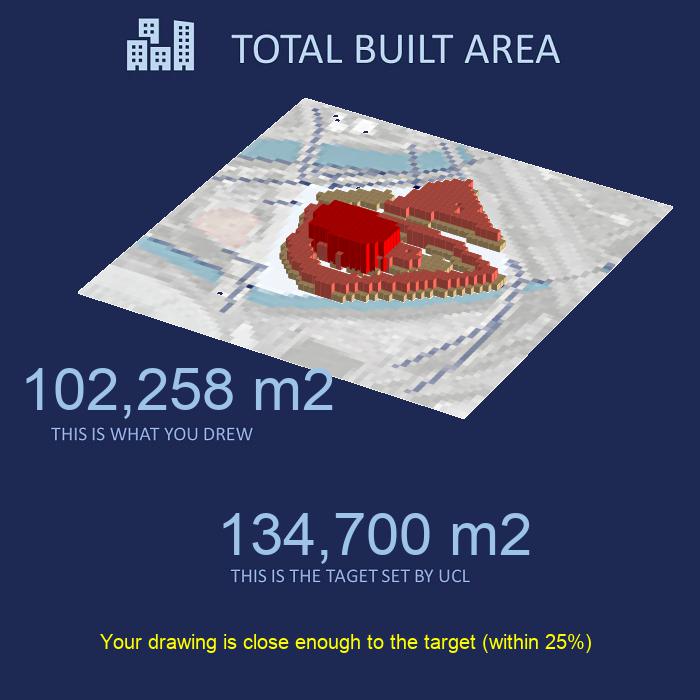 TOTAL BUILT AREA
102,258 m2
THIS IS WHAT YOU DREW
134,700 m2
THIS IS THE TAGET SET BY UCL
Your drawing is close enough to the target (within 25%)